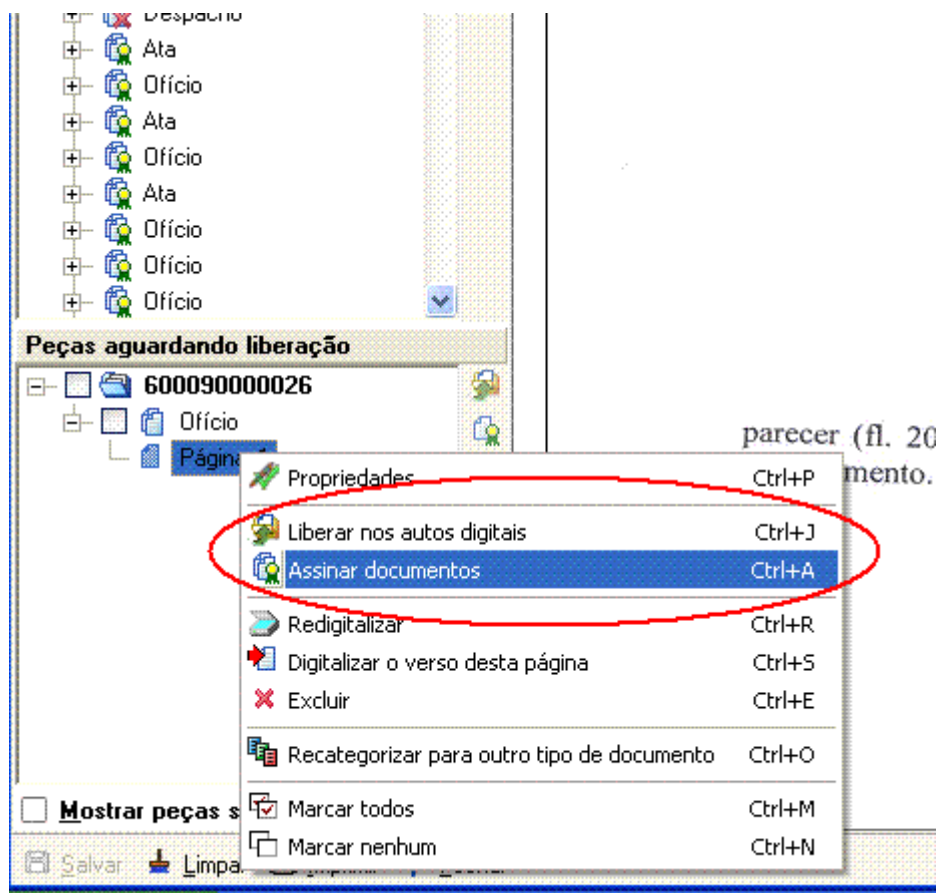 Despacho
Ata
Ofício
Ata
Ofício
Ata
Ofício
Ofício
Ofício
Peças aguardando liberação
600090000026
Ofício
Página
parecer (fl. 20
mento.
Propriedades Ctrl+P
Liberar nos autos digitais Ctrl+J
Assinar documentos Ctrl+A
Redigitalizar Ctrl+R
Digitalizar o verso desta página Ctrl+S
Excluir Ctrl+E
Recategorizar para outro tipo de documento Ctrl+O
Mostrar peças s
Marcar todos Ctrl+M
Marcar nenhum Ctrl+N
Salvar Limpar